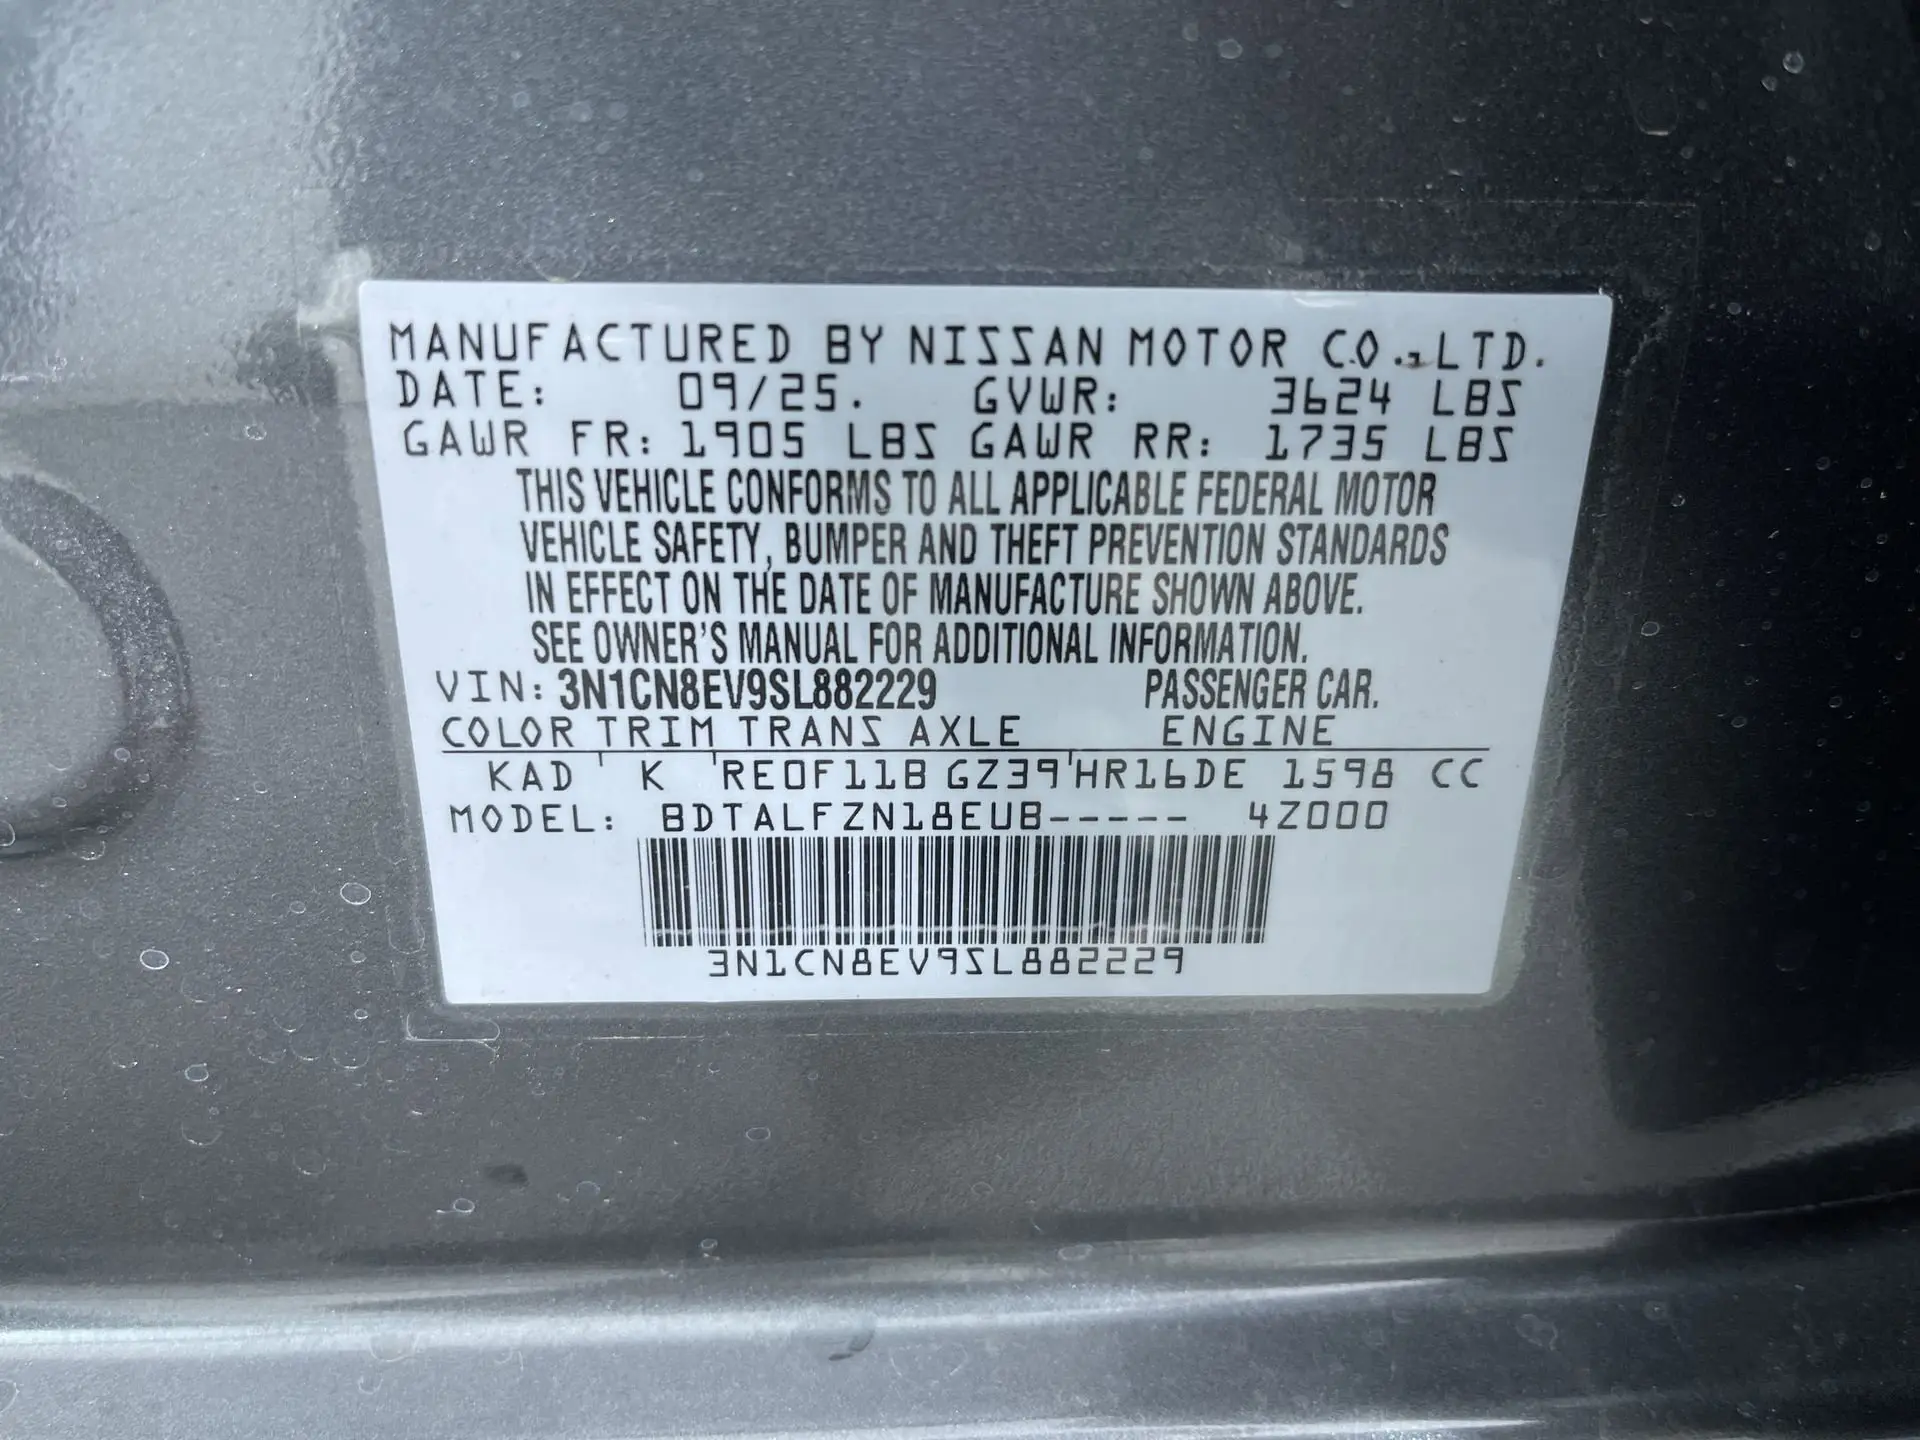 MANUFACTURED BY NISSAN MOTOR CO.,LTD.
DATE: 09/25. GVWR: 3624 LBS
GAWR FR: 1905 LBS GAWR RR: 1735 LBS
THIS VEHICLE CONFORMS TO ALL APPLICABLE FEDERAL MOTOR
VEHICLE SAFETY, BUMPER AND THEFT PREVENTION STANDARDS
IN EFFECT ON THE DATE OF MANUFACTURE SHOWN ABOVE.
SEE OWNER'S MANUAL FOR ADDITIONAL INFORMATION.
VIN: 3N1CN8EV9SL882229 PASSENGER CAR.
COLOR TRIM TRANS AXLE ENGINE
KAD K RE0F11B GZ39 HR16DE 1598 CC
MODEL: BDTALFZN18EUB----- 4Z000
3N1CN8EV9SL882229